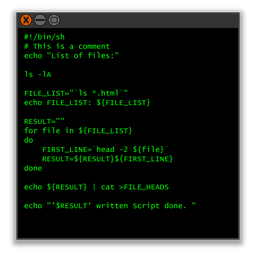 #!/bin/sh
# This is a comment
echo "List of files:"
ls -lA
FILE_LIST="`ls *.html`"
echo FILE_LIST: ${FILE_LIST}
RESULT=""
for file in ${FILE_LIST}
do
FIRST_LINE=`head -2 ${file}`
RESULT=${RESULT}${FIRST_LINE}
done
echo ${RESULT} | cat >FILE_HEADS
echo "'$RESULT' written Script done. "